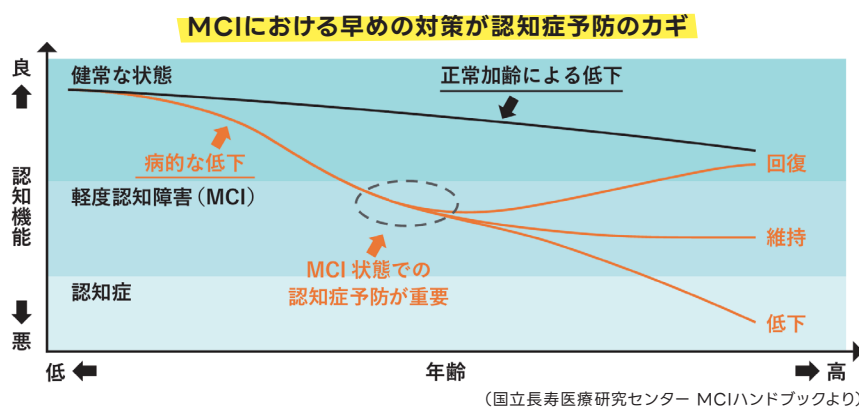 MCIにおける早めの対策が認知症予防のカギ
良
健常な状態
正常加齢による低下
病的な低下
回復
認知機能
軽度認知障害（MCI）
維持
MCI 状態での
認知症予防が重要
認知症
低下
悪
低
年齢
高
（国立長寿医療研究センター MCIハンドブックより）